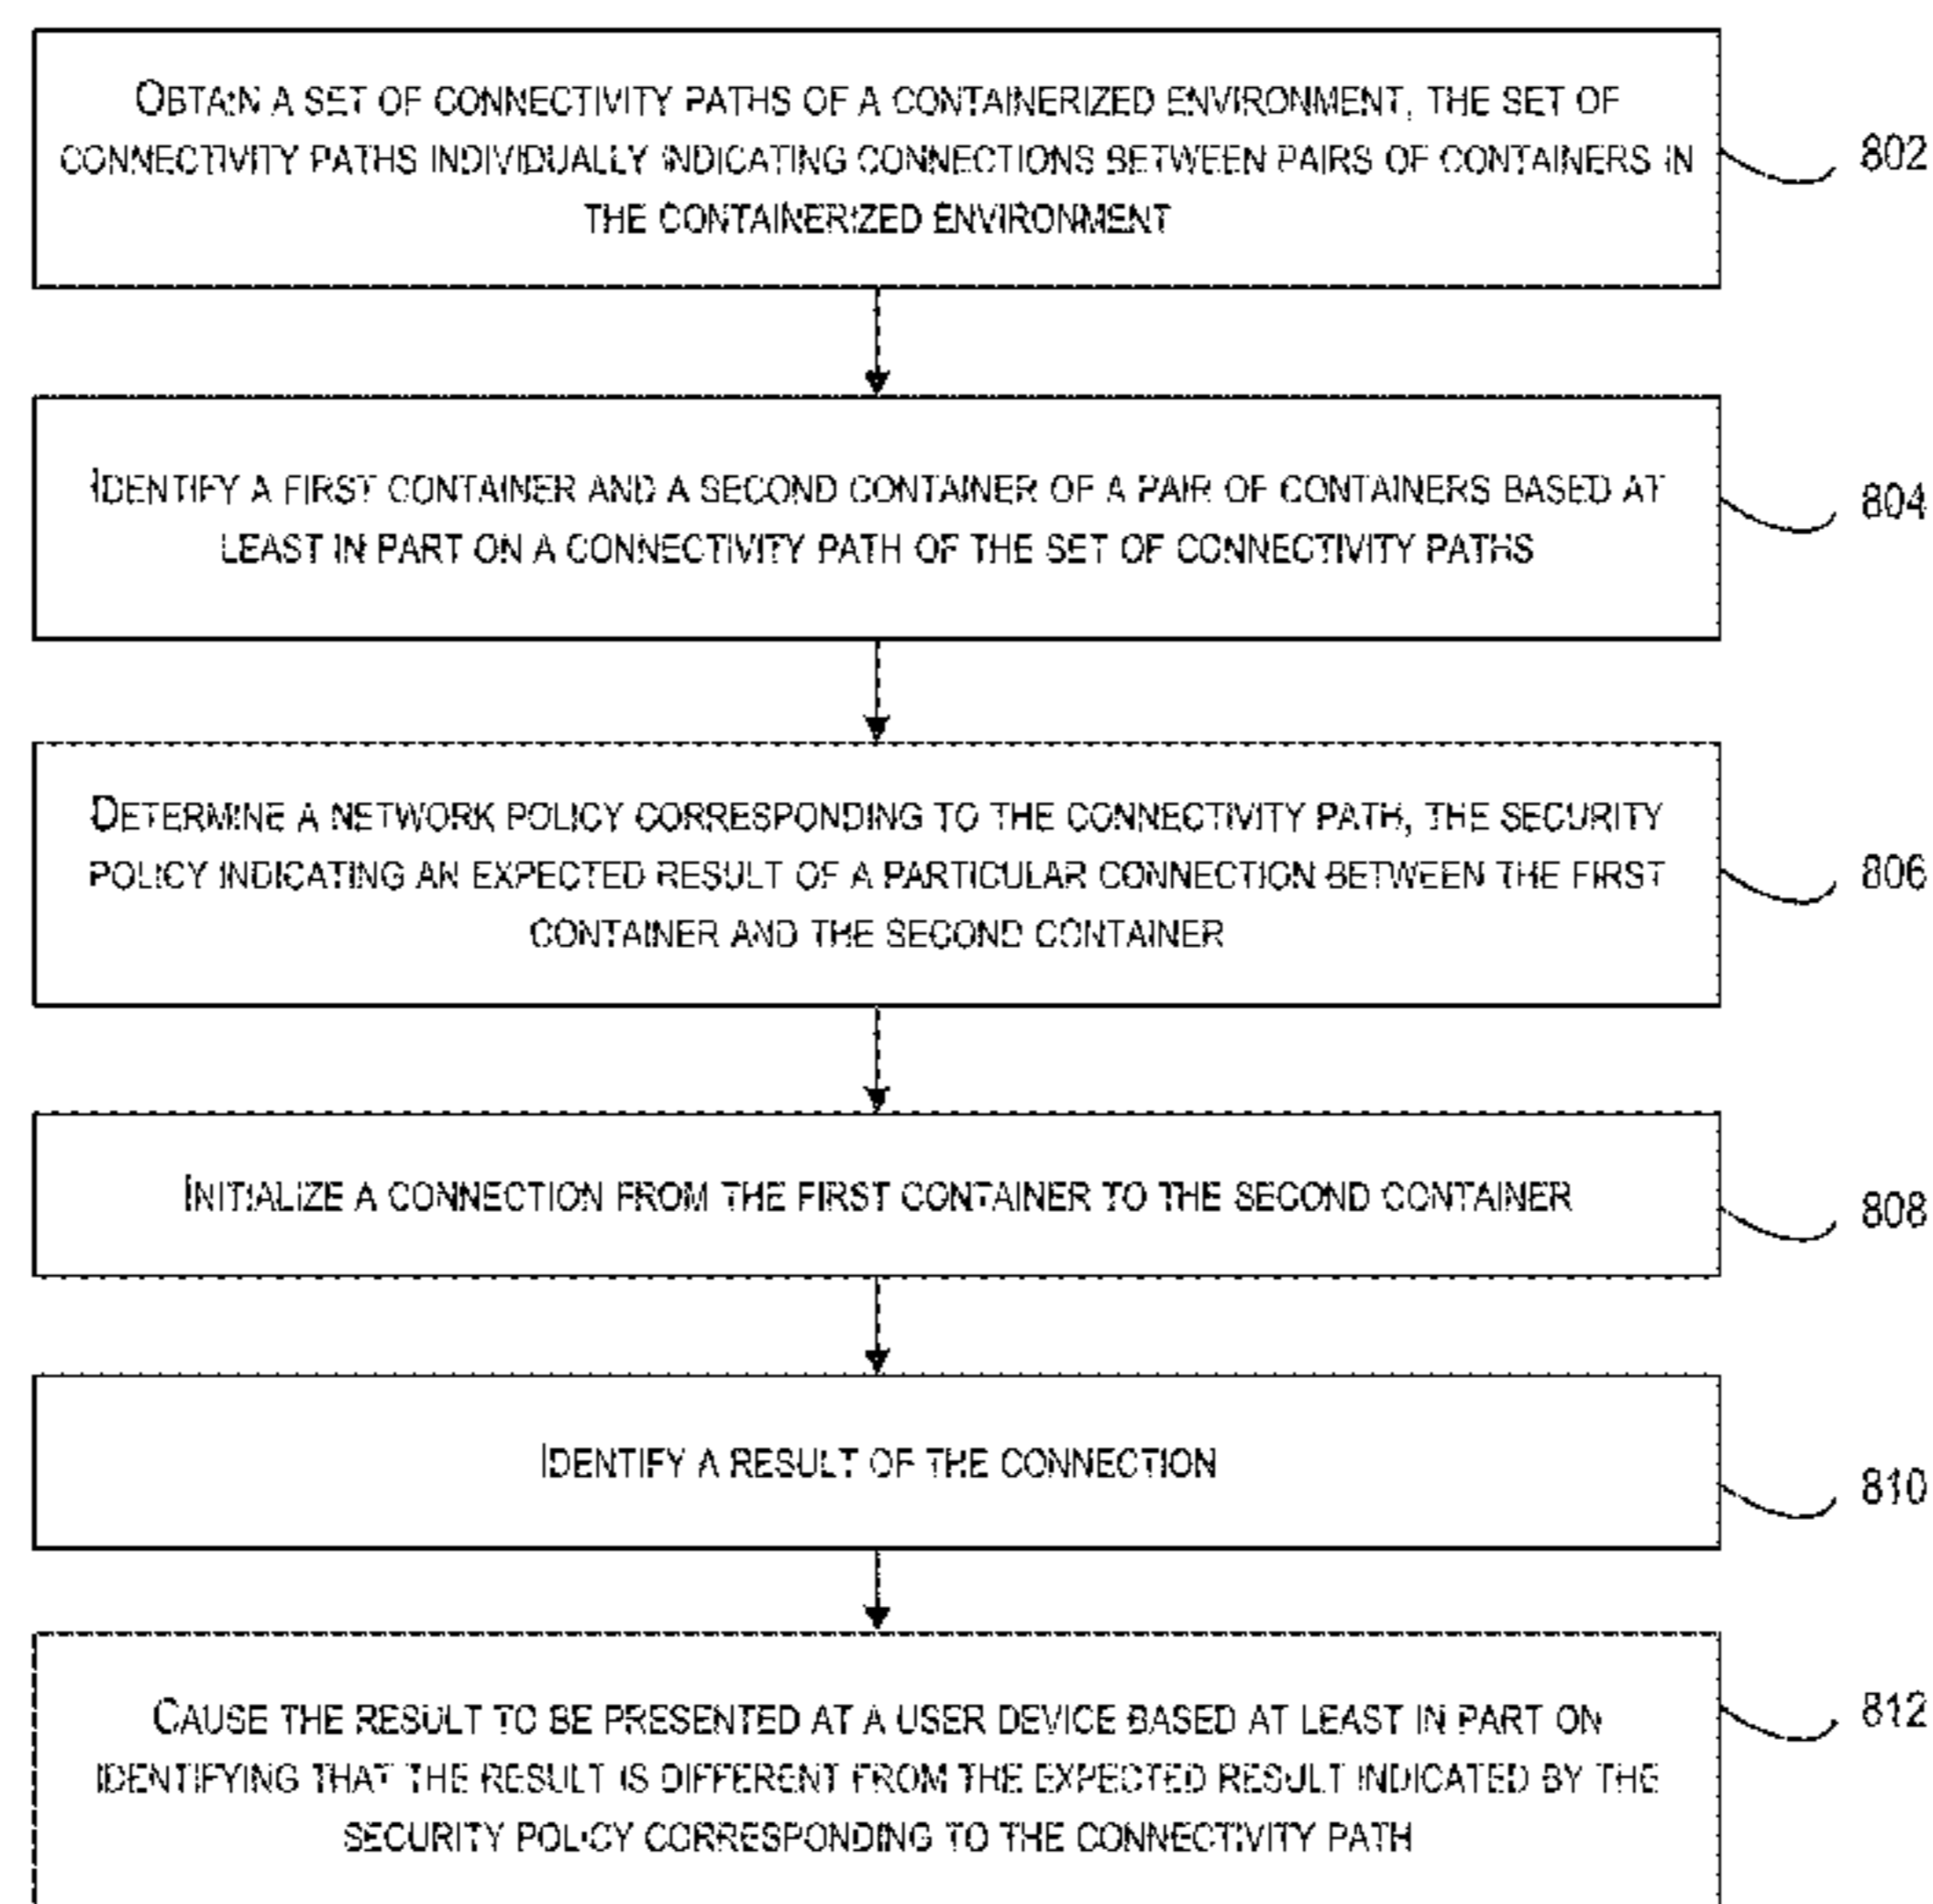 OBTAIN A SET OF CONNECTIVITY PATHS OF A CONTAINERIZED ENVIRONMENT, THE SET OF
CONNECTIVITY PATHS INDIVIDUALLY INDICATING CONNECTIONS BETWEEN PAIRS OF CONTAINERS IN
THE CONTAINERIZED ENVIRONMENT
802
IDENTIFY A FIRST CONTAINER AND A SECOND CONTAINER OF A PAIR OF CONTAINERS BASED AT
LEAST IN PART ON A CONNECTIVITY PATH OF THE SET OF CONNECTIVITY PATHS
804
DETERMINE A NETWORK POLICY CORRESPONDING TO THE CONNECTIVITY PATH, THE SECURITY
POLICY INDICATING AN EXPECTED RESULT OF A PARTICULAR CONNECTION BETWEEN THE FIRST
CONTAINER AND THE SECOND CONTAINER
806
INITIALIZE A CONNECTION FROM THE FIRST CONTAINER TO THE SECOND CONTAINER
808
IDENTIFY A RESULT OF THE CONNECTION
810
CAUSE THE RESULT TO BE PRESENTED AT A USER DEVICE BASED AT LEAST IN PART ON
IDENTIFYING THAT THE RESULT IS DIFFERENT FROM THE EXPECTED RESULT INDICATED BY THE
SECURITY POLICY CORRESPONDING TO THE CONNECTIVITY PATH
812